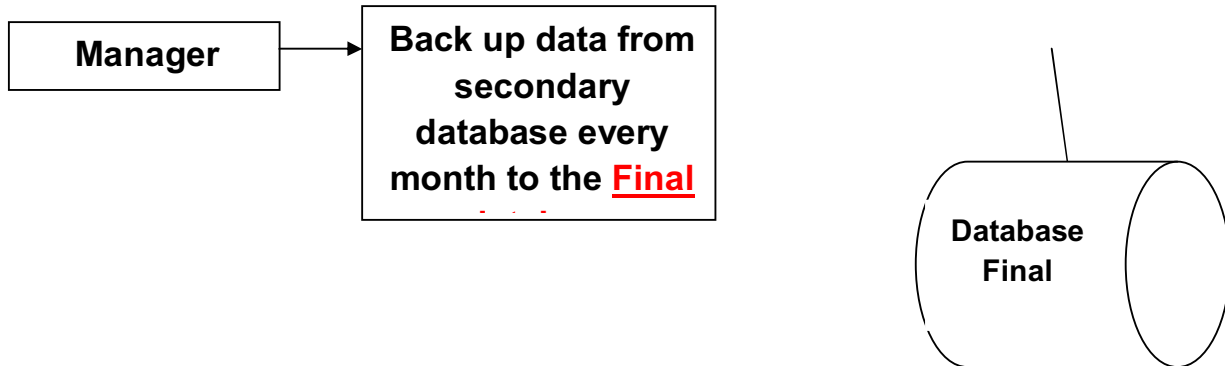 Manager
Back up data from
secondary
database every
month to the Final
Database
Final